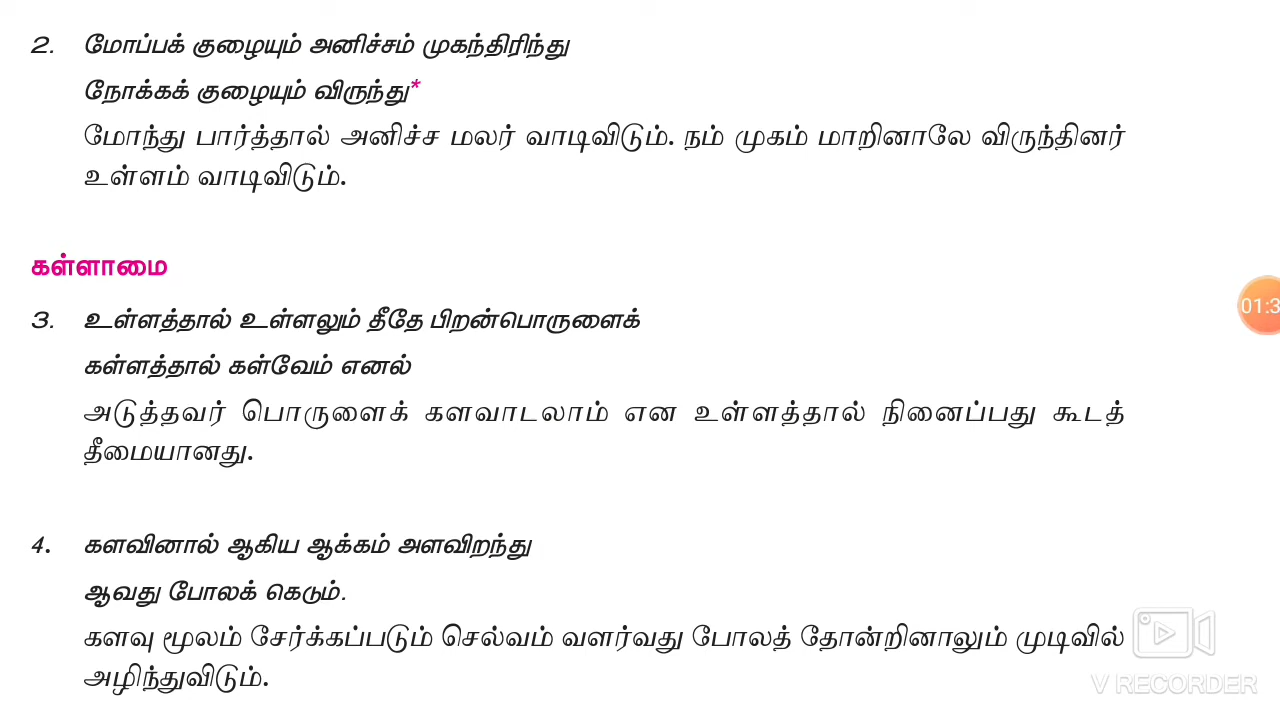 2. மோப்பக் குழையும் அனிச்சம் முகந்திரிந்து
நோக்கக் குழையும் விருந்து*
மோந்து பார்த்தால் அனிச்ச மலர் வாடிவிடும். நம் முகம் மாறினாலே விருந்தினர்
உள்ளம் வாடிவிடும்.
கள்ளாமை
3. உள்ளத்தால் உள்ளலும் தீதே பிறன்பொருளைக்
கள்ளத்தால் கள்வேம் எனல்
அடுத்தவர் பொருளைக் களவாடலாம் என உள்ளத்தால் நினைப்பது கூடத்
தீமையானது.
4. களவினால் ஆகிய ஆக்கம் அளவிறந்து
ஆவது போலக் கெடும்.
களவு மூலம் சேர்க்கப்படும் செல்வம் வளர்வது போலத் தோன்றினாலும் முடிவில்
அழிந்துவிடும்.
01:3
V RECORDER